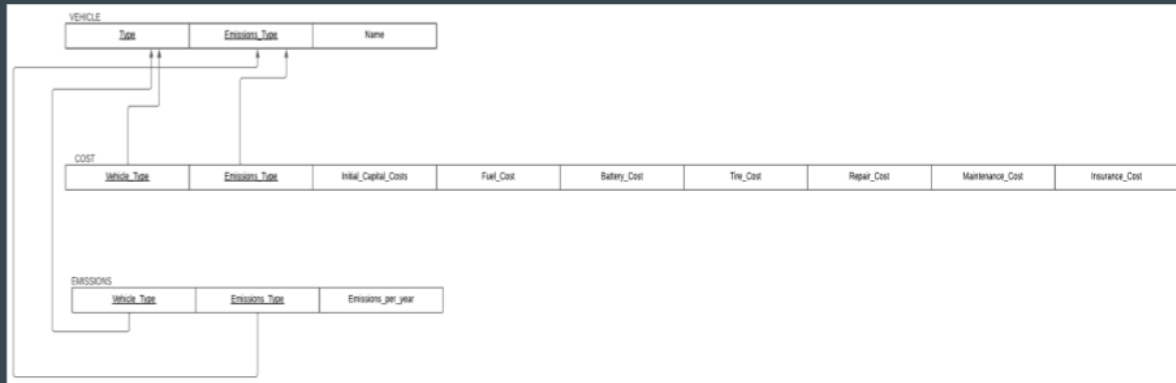 VEHICLE
Type Emissions_Type Name
COST
Vehicle_Type Emissions_Type Initial_Capital_Costs Fuel_Cost Battery_Cost Tire_Cost Repair_Cost Maintenance_Cost Insurance_Cost
EMISSIONS
Vehicle_Type Emissions_Type Emissions_per_year